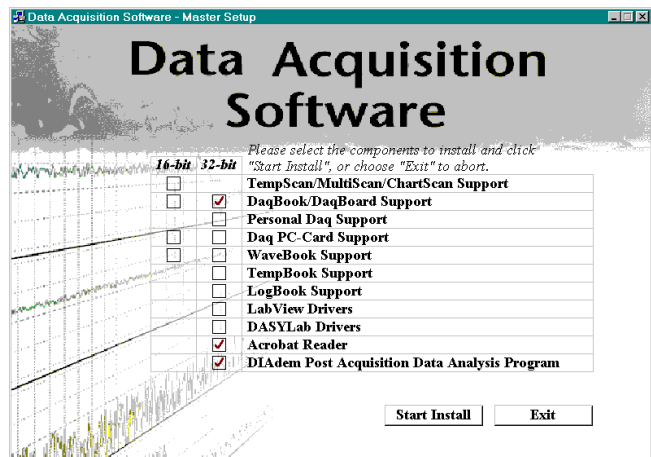 Data Acquisition Software - Master Setup
Data Acquisition
Software
Please select the components to install and click
16-bit 32-bit "Start Install", or choose "Exit" to abort.
TempScan/MultiScan/ChartScan Support
DaqBook/DaqBoard Support
Personal Daq Support
Daq PC-Card Support
WaveBook Support
TempBook Support
LogBook Support
LabView Drivers
DASYLab Drivers
Acrobat Reader
DIAdem Post Acquisition Data Analysis Program
Start Install Exit